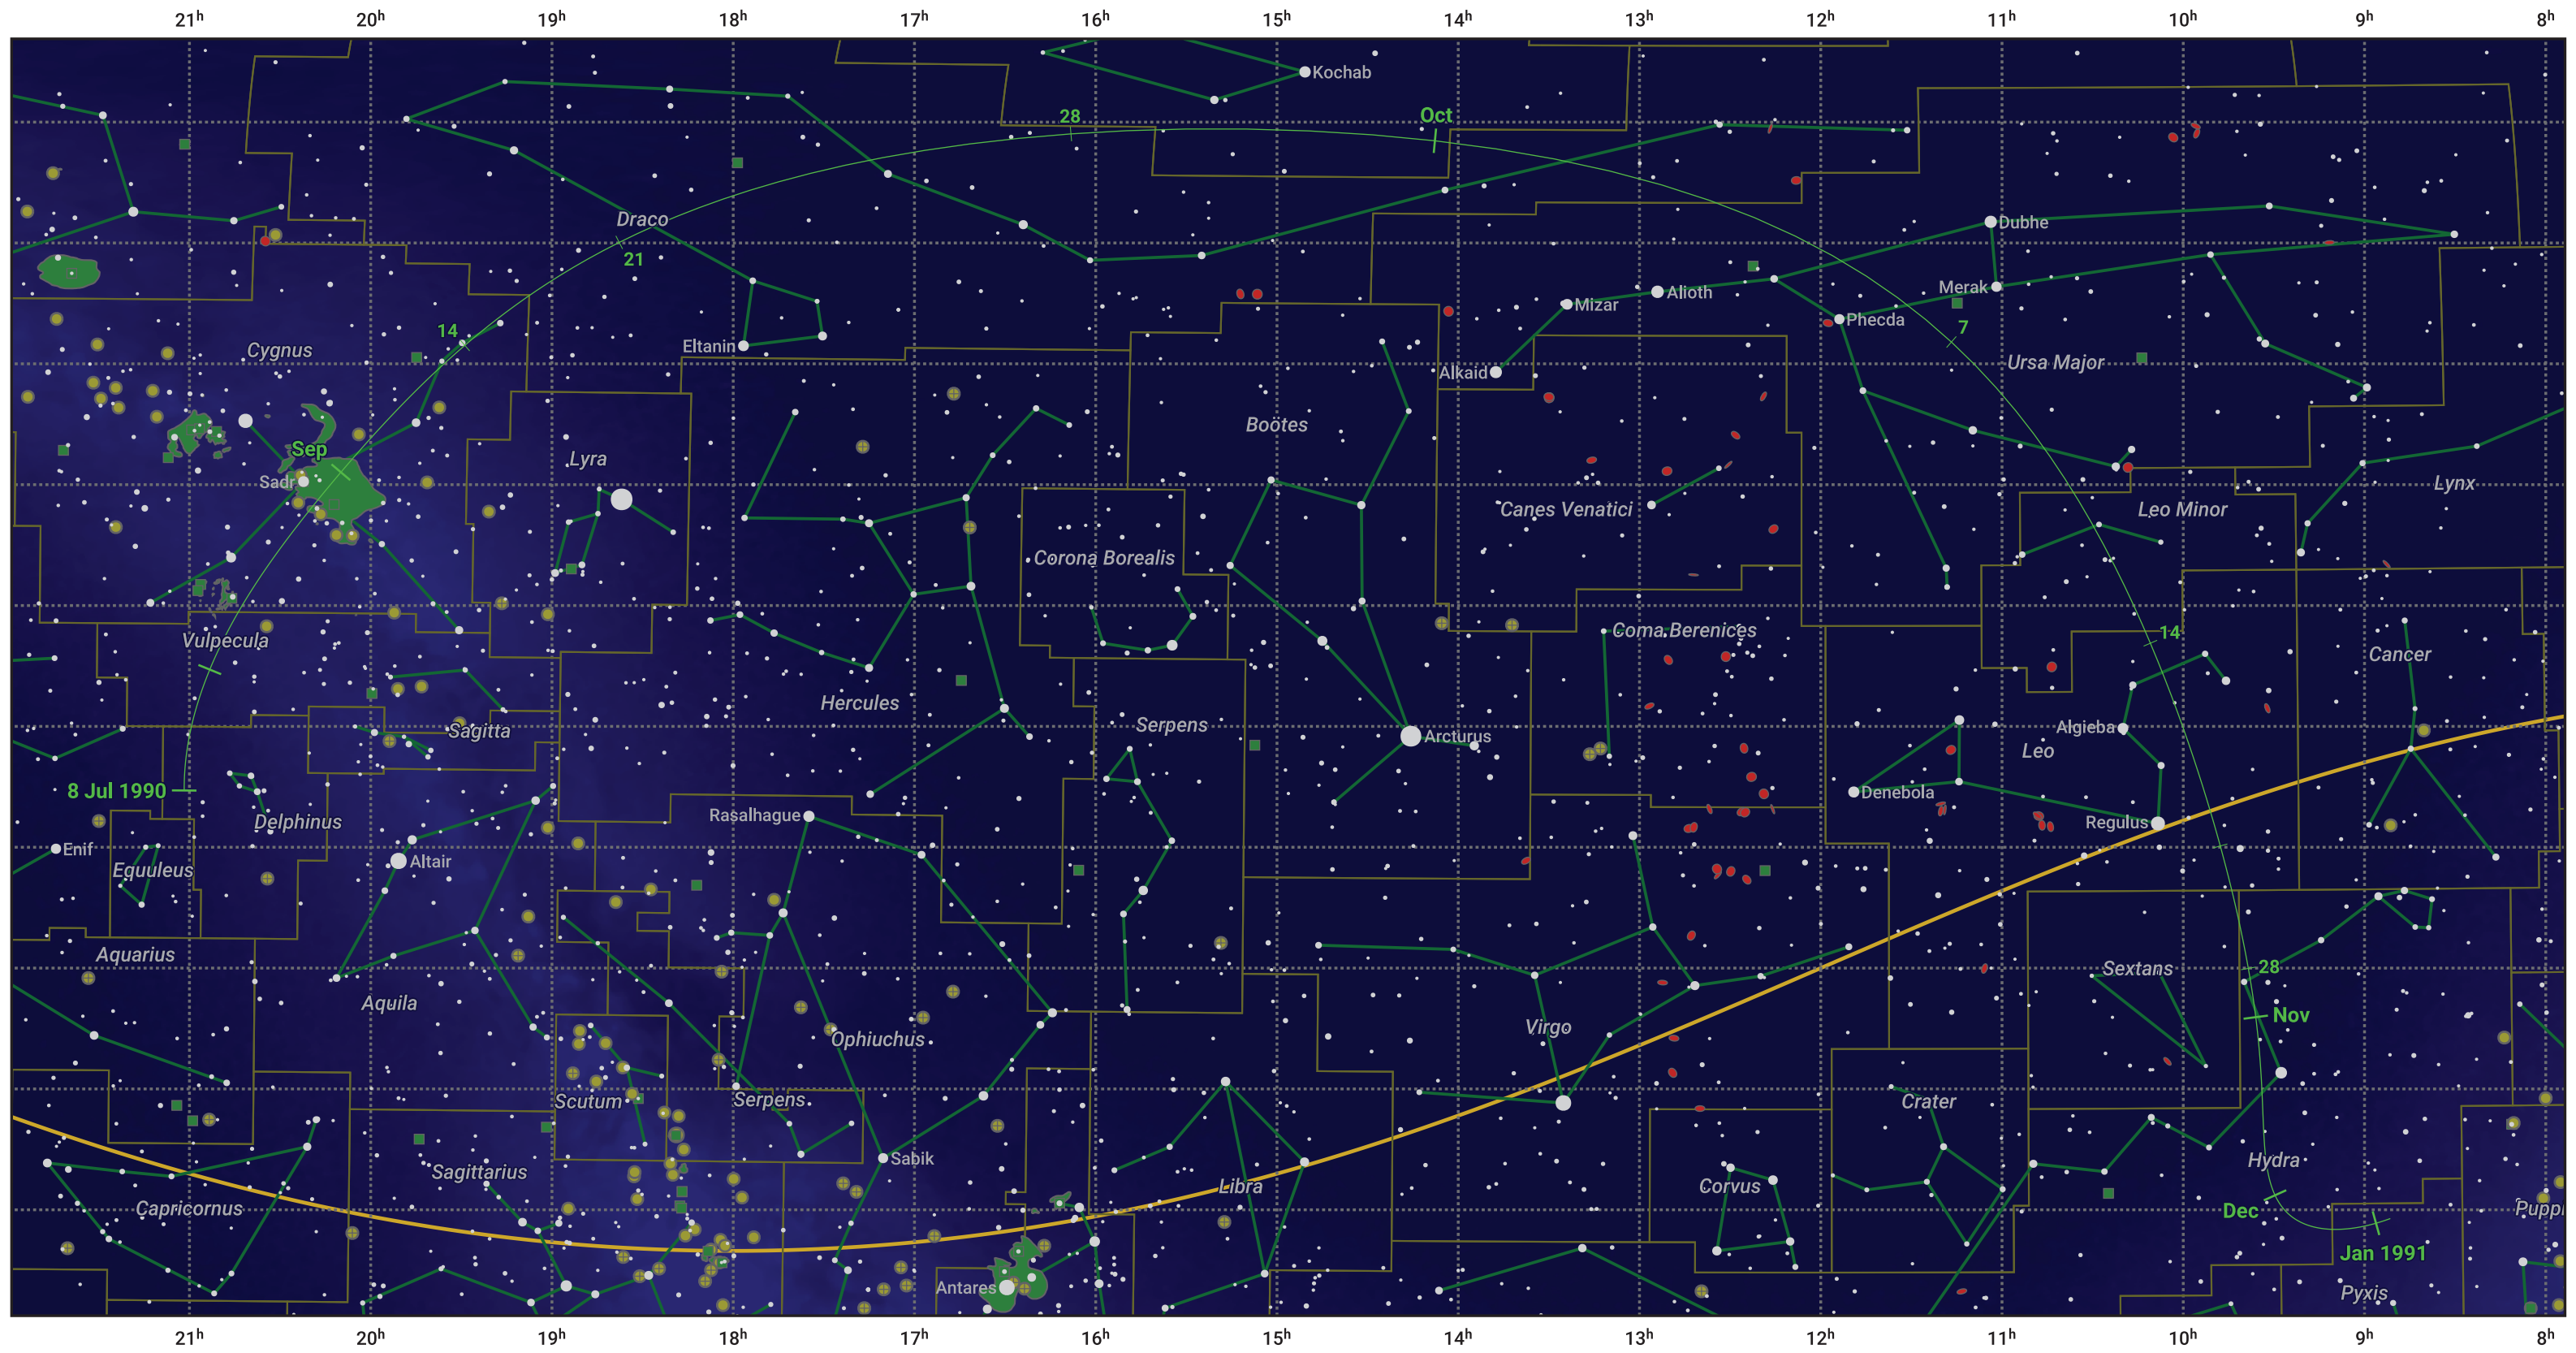 21h 20h 19h 18h 17h 16h 15h 14h 13h 12h 11h 10h 9h 8h
Kochab
28
Oct
Draco
Dubhe
21
Merak
Mizar
Alioth
14
Phecda
7
Cygnus
Eltanin
Alkaid
Ursa Major
Boötes
Sep
Lyra
Sadr
Canes Venatici
Leo Minor
Lynx
Corona Borealis
Vulpecula
Coma Berenices
14
Cancer
Hercules
Sagitta
Serpens
Arcturus
Algieba
Leo
8 Jul 1990
Delphinus
Rasalhague
Denebola
Regulus
Enif
Equuleus
Altair
Aquarius
Sextans
28
Aquila
Ophiuchus
Virgo
Nov
Scutum
Serpens
Crater
Sagittarius
Sabik
Hydra
Capricornus
Libra
Corvus
Dec
Puppi
Jan 1991
Antares
Pyxis
21h 20h 19h 18h 17h 16h 15h 14h 13h 12h 11h 10h 9h 8h